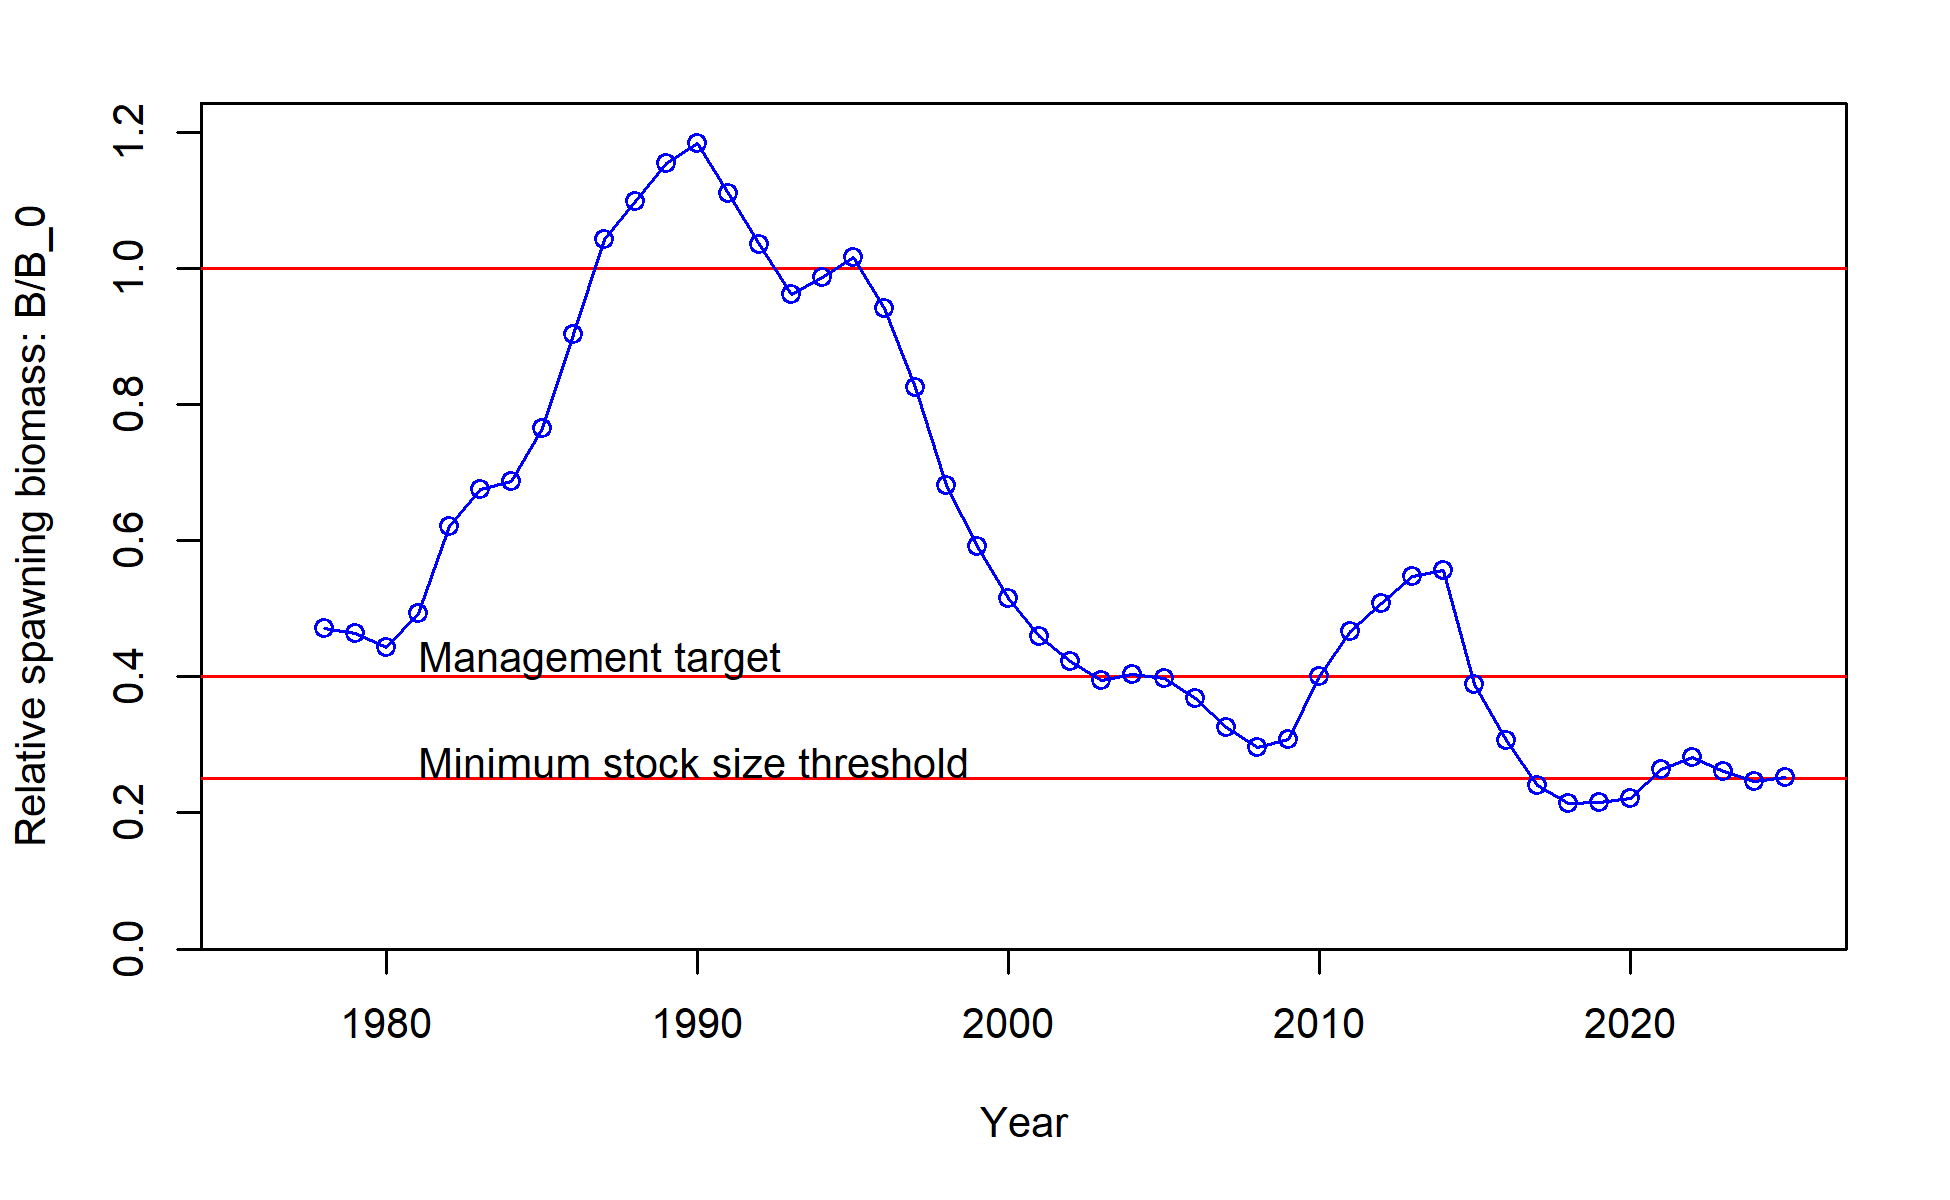 Relative spawning biomass: B/B_0
1.2
1.0
0.8
0.6
0.4
0.2
0.0
Management target
Minimum stock size threshold
1980 1990 2000 2010 2020
Year